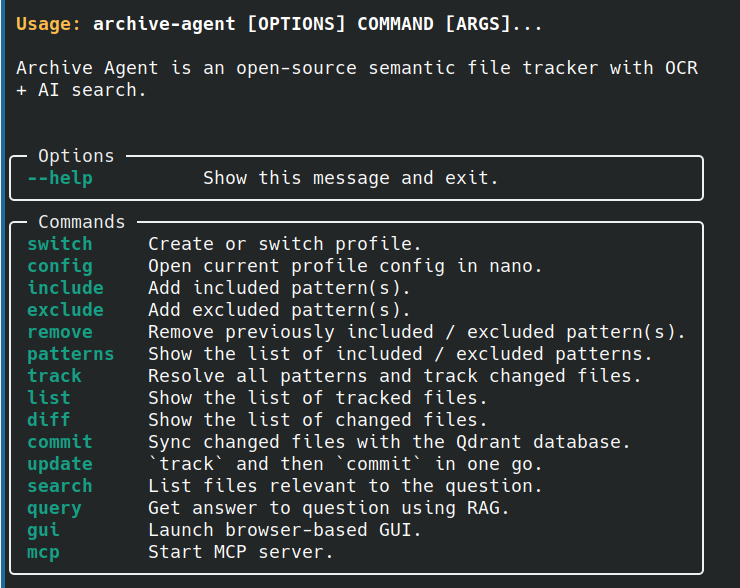 Usage: archive-agent [OPTIONS] COMMAND [ARGS]...
Archive Agent is an open-source semantic file tracker with OCR
+ AI search.
Options
--help Show this message and exit.
Commands
switch Create or switch profile.
config Open current profile config in nano.
include Add included pattern(s).
exclude Add excluded pattern(s).
remove Remove previously included / excluded pattern(s).
patterns Show the list of included / excluded patterns.
track Resolve all patterns and track changed files.
list Show the list of tracked files.
diff Show the list of changed files.
commit Sync changed files with the Qdrant database.
update `track` and then `commit` in one go.
search List files relevant to the question.
query Get answer to question using RAG.
gui Launch browser-based GUI.
mcp Start MCP server.